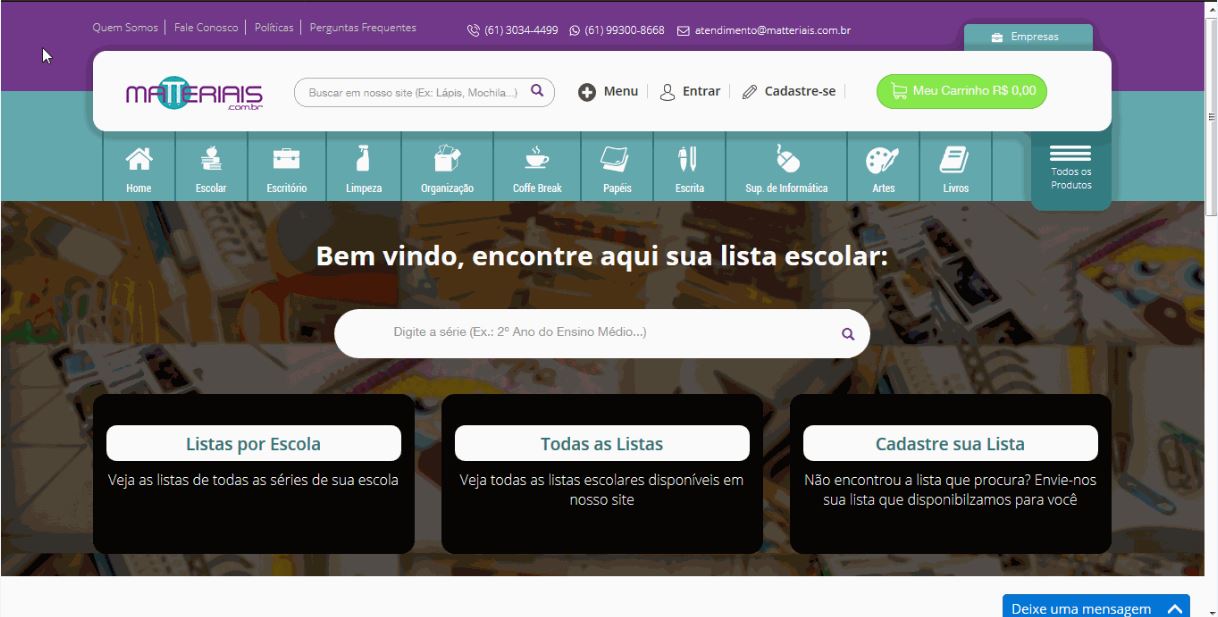 Quem Somos | Fale Conosco | Políticas | Perguntas Frequentes
(61) 3034-4499 (61) 99300-8668 atendimento@matteriais.com.br
Empresas
MATTERIAIS
.com.br
Buscar em nosso site (Ex: Lápis, Mochila...)
Menu | Entrar | Cadastre-se |
Meu Carrinho R$ 0,00
Home
Escolar
Escritório
Limpeza
Organização
Coffe Break
Papéis
Escrita
Sup. de Informática
Artes
Livros
Todos os
Produtos
Bem vindo, encontre aqui sua lista escolar:
Digite a série (Ex.: 2º Ano do Ensino Médio...)
Listas por Escola
Veja as listas de todas as séries de sua escola
Todas as Listas
Veja todas as listas escolares disponíveis em
nosso site
Cadastre sua Lista
Não encontrou a lista que procura? Envie-nos
sua lista que disponibilzamos para você
Deixe uma mensagem